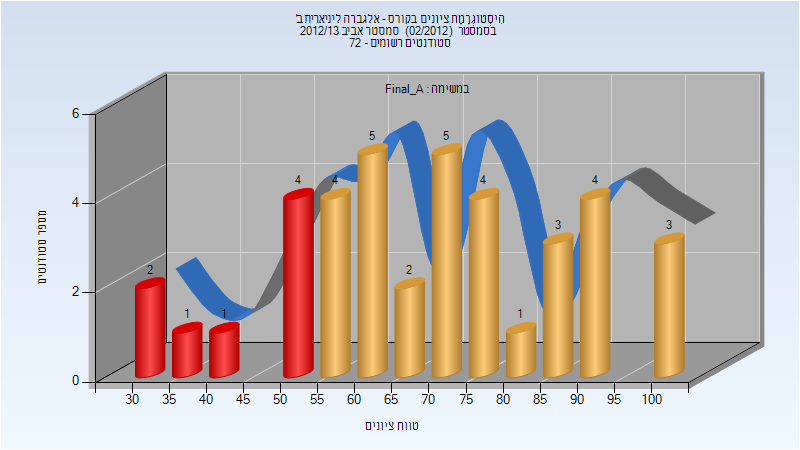 היסטוגרמת ציונים בקורס - אלגברה ליניארית ב'
בסמסטר (02/2012) סמסטר אביב 2012/13
סטודנטים רשומים - 72
במשימה : Final_A
6
4
2
0
מספר סטודנטים
2
1
1
4
4
5
2
5
4
1
3
4
3
30 35 40 45 50 55 60 65 70 75 80 85 90 95 100
טווח ציונים